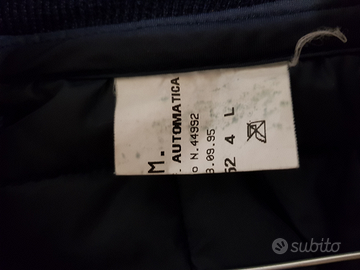 M.
- AUTOMATICA
o N.44992
3.09.95
52 4 L
subito